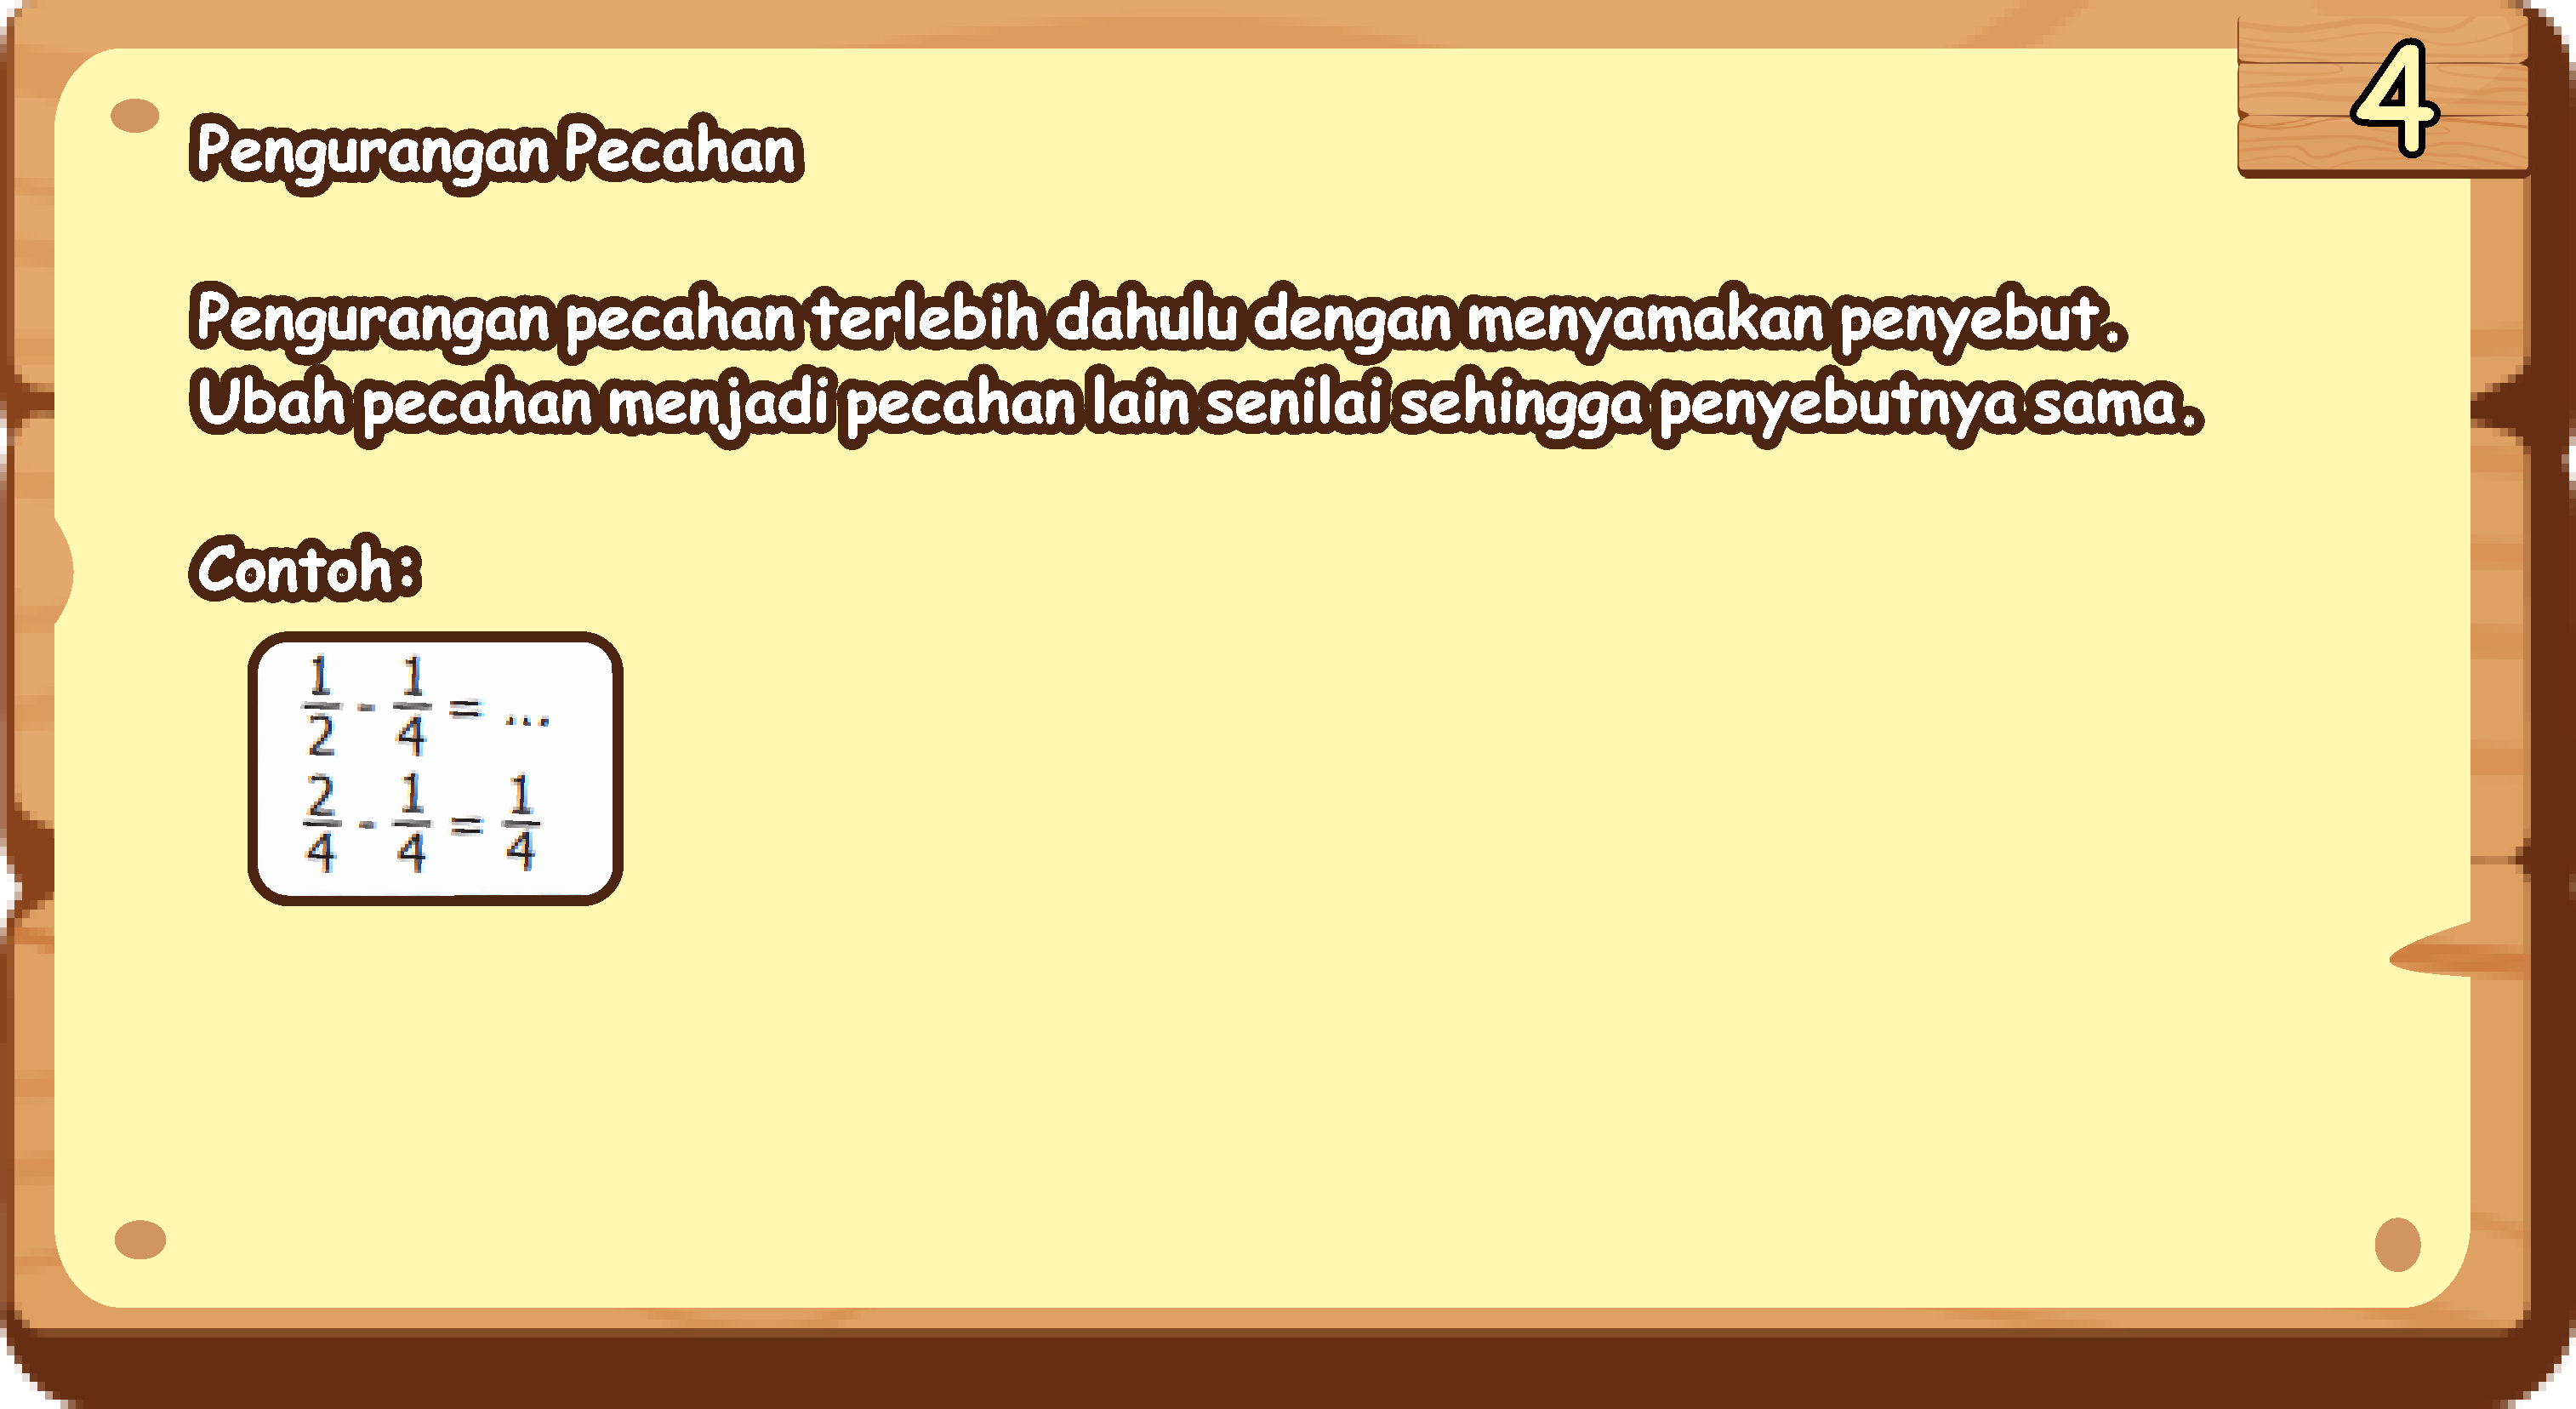 4
Pengurangan Pecahan
Pengurangan pecahan terlebih dahulu dengan menyamakan penyebut.
Ubah pecahan menjadi pecahan lain senilai sehingga penyebutnya sama.
Contoh:
1/2 - 1/4 = ...
2/4 - 1/4 = 1/4